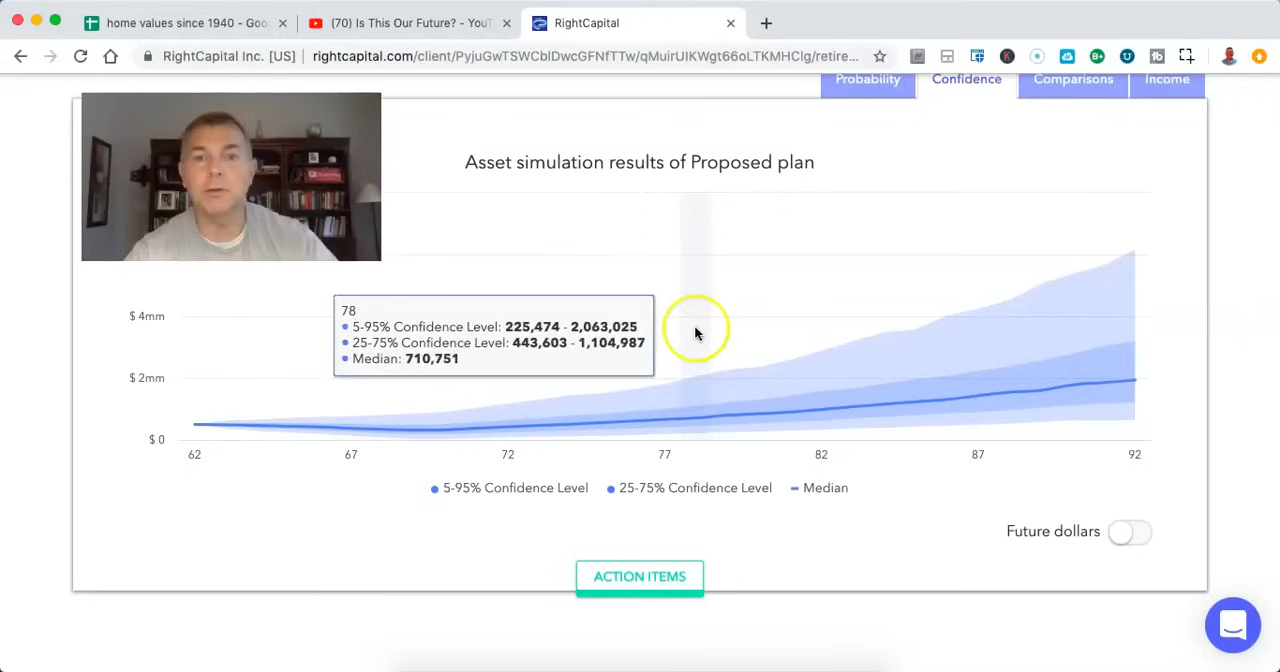 home values since 1940 - Goo
(70) Is This Our Future? - YouT
RightCapital
RightCapital Inc. [US]
rightcapital.com/client/PyjuGwTSWCblDwcGFNfTTw/qMuirUIKWgt66oLTKMHClg/retire...
Probability
Confidence
Comparisons
Income
Asset simulation results of Proposed plan
78
5-95% Confidence Level: 225,474 - 2,063,025
25-75% Confidence Level: 443,603 - 1,104,987
Median: 710,751
$ 4mm
$ 2mm
$ 0
62 67 72 77 82 87 92
5-95% Confidence Level 25-75% Confidence Level Median
Future dollars
ACTION ITEMS